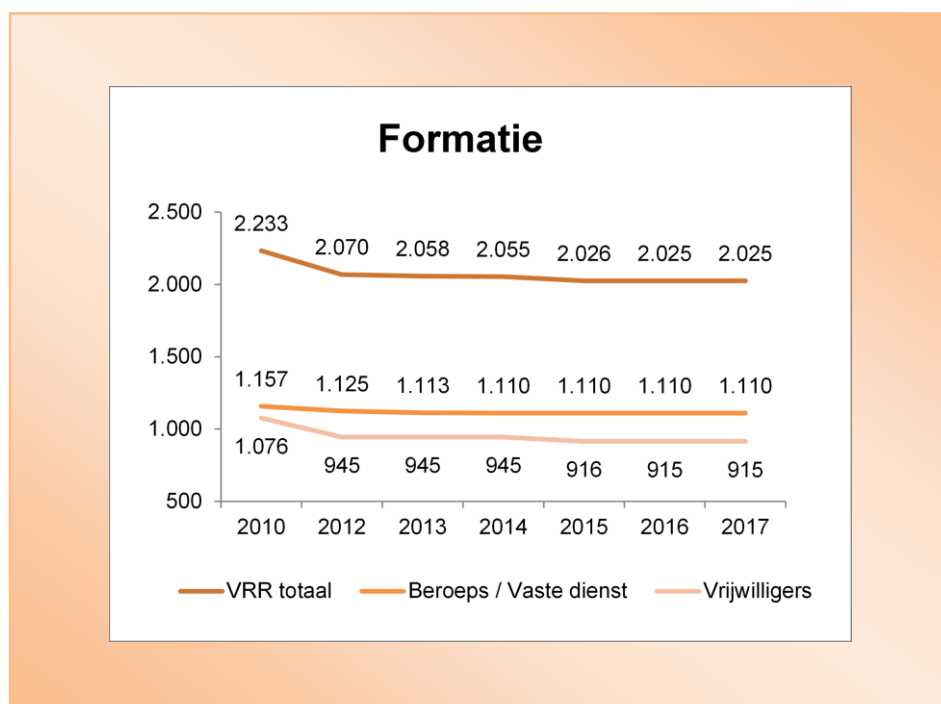 Formatie
2.500
2.000
1.500
1.000
500
2.233 2.070 2.058 2.055 2.026 2.025 2.025
1.157 1.125 1.113 1.110 1.110 1.110 1.110
1.076 945 945 945 916 915 915
2010 2012 2013 2014 2015 2016 2017
VRR totaal Beroeps / Vaste dienst Vrijwilligers